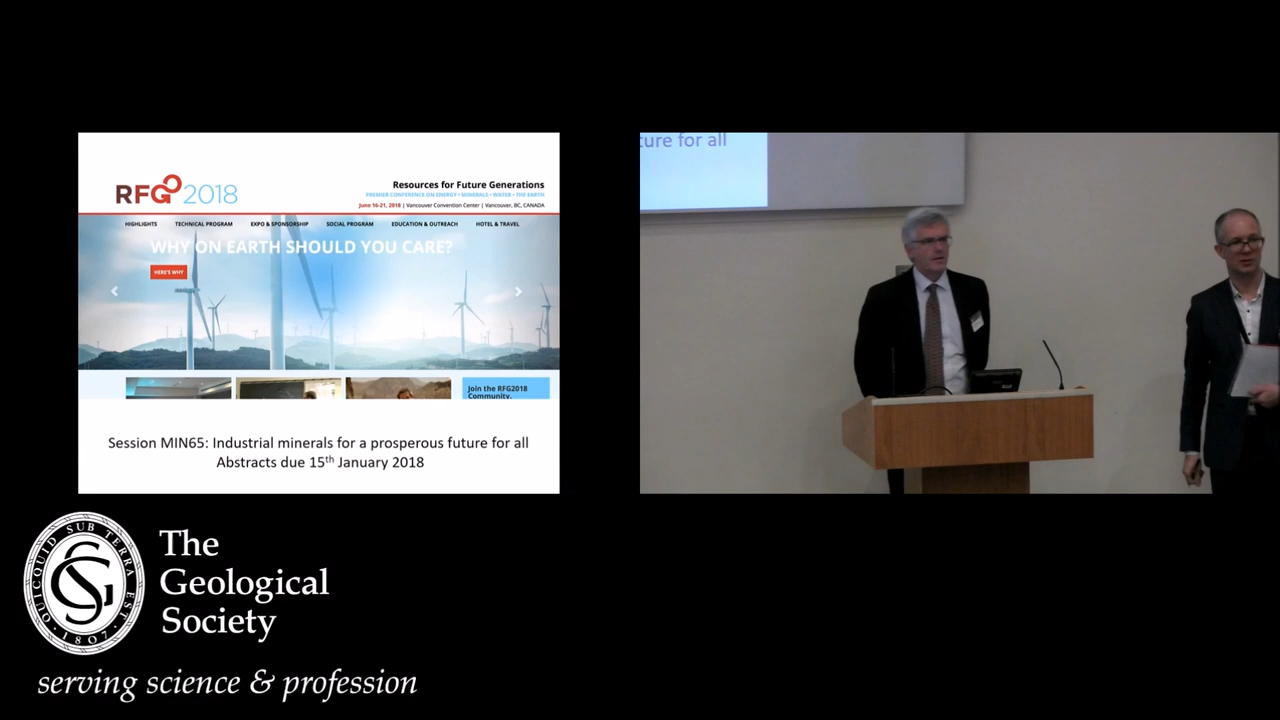 RFG 2018
Resources for Future Generations
PREMIER CONFERENCE ON ENERGY • MINERALS • WATER • THE EARTH
June 16-21, 2018 | Vancouver Convention Center | Vancouver, BC, CANADA
HIGHLIGHTS TECHNICAL PROGRAM EXPO & SPONSORSHIP SOCIAL PROGRAM EDUCATION & OUTREACH HOTEL & TRAVEL
WHY ON EARTH SHOULD YOU CARE?
HERE'S WHY
Join the RFG2018
Community.
Session MIN65: Industrial minerals for a prosperous future for all
Abstracts due 15th January 2018
ture for all
QUICQUID SUB TERRA EST
· 1807 ·
GS
The
Geological
Society
serving science & profession